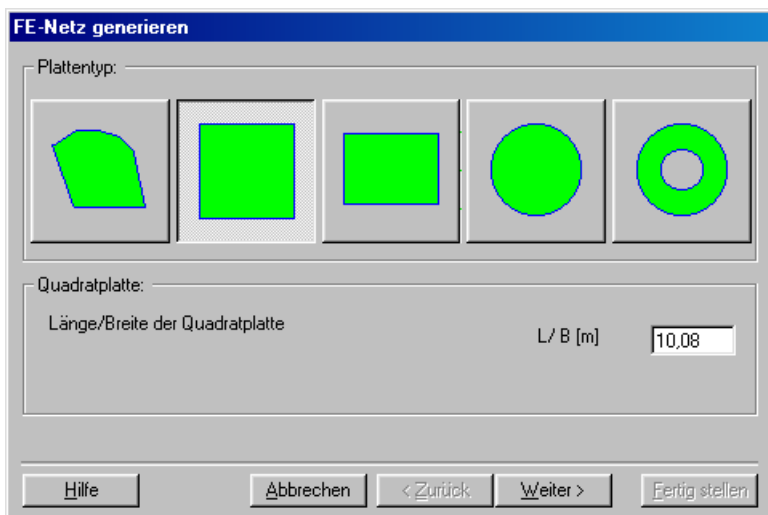 FE-Netz generieren
Plattentyp:
Quadratplatte:
Länge/Breite der Quadratplatte
L/ B [m]
10,08
Hilfe
Abbrechen
< Zurück
Weiter >
Fertig stellen